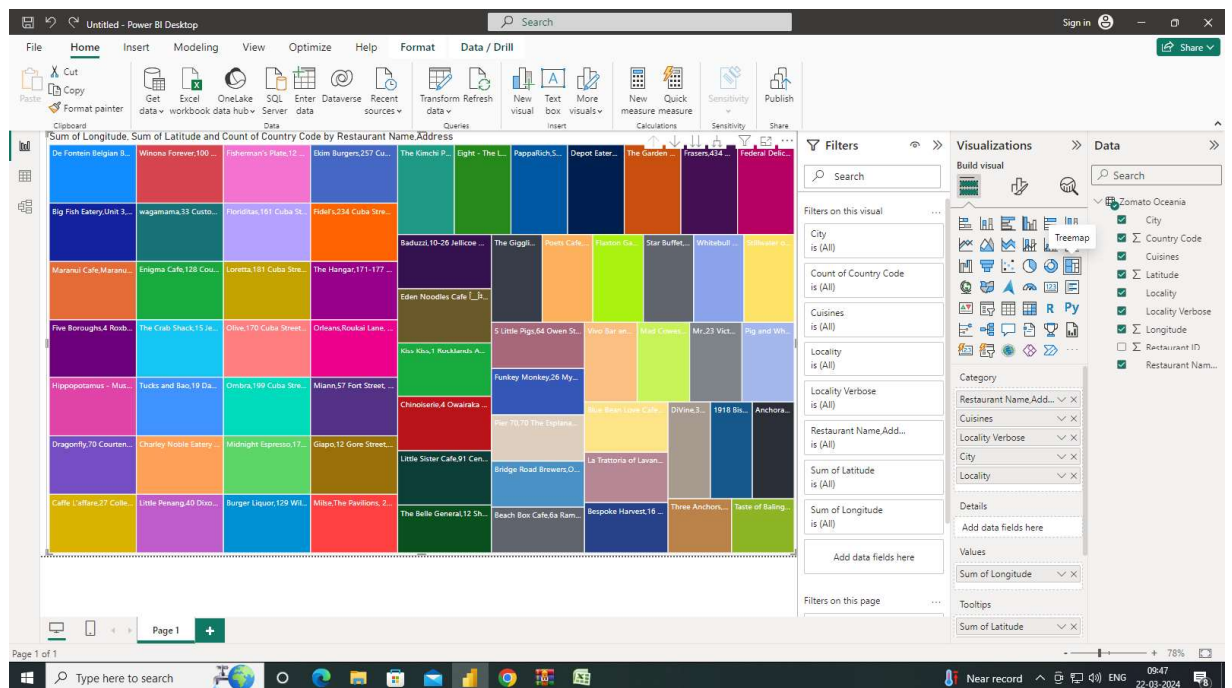 Untitled - Power BI Desktop
Search
Sign in
File Home Insert Modeling View Optimize Help Format Data / Drill
Share
Paste
Cut
Copy
Format painter
Get data
Excel workbook
OneLake data hub
SQL Server
Enter data
Dataverse
Recent sources
Transform data
Refresh
New visual
Text box
More visuals
New measure
Quick measure
Sensitivity
Publish
Clipboard Data Queries Insert Calculations Sensitivity Share
Sum of Longitude, Sum of Latitude and Count of Country Code by Restaurant Name,Address
De Fontein Belgian B... Winona Forever,100 ... Fisherman's Plate,12 ... Ekim Burgers,257 Cu... The Kimchi P... Eight - The L... PappaRich,S... Depot Eater... The Garden ... Frasers,434 ... Federal Delic...
Big Fish Eatery,Unit 3,... wagamama,33 Custo... Floriditas,161 Cuba St... Fidel's,234 Cuba Stre...
Baduzzi,10-26 Jellicoe ... The Giggli... Poets Cafe,... Flaxton Ga... Star Buffet,... Whitebull ... Stillwater
Maranui Cafe,Maranu... Enigma Cafe,128 Cou... Loretta,181 Cuba Stre... The Hangar,171-177 ...
Eden Noodles Cafe
Five Boroughs,4 Roxb... The Crab Shack,15 Je... Olive,170 Cuba Street... Orleans,Roukai Lane, ...
5 Little Pigs,64 Owen St... Vivo Bar an... Mad Cowes... Mr,23 Vict... Pig and Wh...
Kiss Kiss,1 Rocklands A...
Hippopotamus - Mus... Tucks and Bao,19 Da... Ombra,199 Cuba Stre... Miann,57 Fort Street, ...
Funkey Monkey,26 My...
Chinoiserie,4 Owairaka ... Blue Bean Love Cafe, DiVine,3... 1918 Bis... Anchora...
Pier 70,70 The Esplana...
Dragonfly,70 Courten... Charley Noble Eatery ... Midnight Espresso,17... Giapo,12 Gore Street,...
Little Sister Cafe,91 Cen... Bridge Road Brewers,O... La Trattoria of Lavan...
Caffe L'affare,27 Colle... Little Penang,40 Dixo... Burger Liquor,129 Wil... Milse,The Pavilions, 2...
The Belle General,12 Sh... Beach Box Cafe,6a Ram... Bespoke Harvest,16 ... Three Anchors,... Taste of Baling...
Filters
Search
Filters on this visual ...
City
is (All)
Count of Country Code
is (All)
Cuisines
is (All)
Locality
is (All)
Locality Verbose
is (All)
Restaurant Name,Add...
is (All)
Sum of Latitude
is (All)
Sum of Longitude
is (All)
Add data fields here
Filters on this page ...
Visualizations
Build visual
Treemap
123
R Py
...
Category
Restaurant Name,Add...
Cuisines
Locality Verbose
City
Locality
Details
Add data fields here
Values
Sum of Longitude
Tooltips
Sum of Latitude
Data
Search
Zomato Oceania
City
Σ Country Code
Cuisines
Σ Latitude
Locality
Locality Verbose
Σ Longitude
Σ Restaurant ID
Restaurant Nam...
Page 1
Page 1 of 1
- + 78%
Type here to search
Near record
ENG
09:47
22-03-2024
8